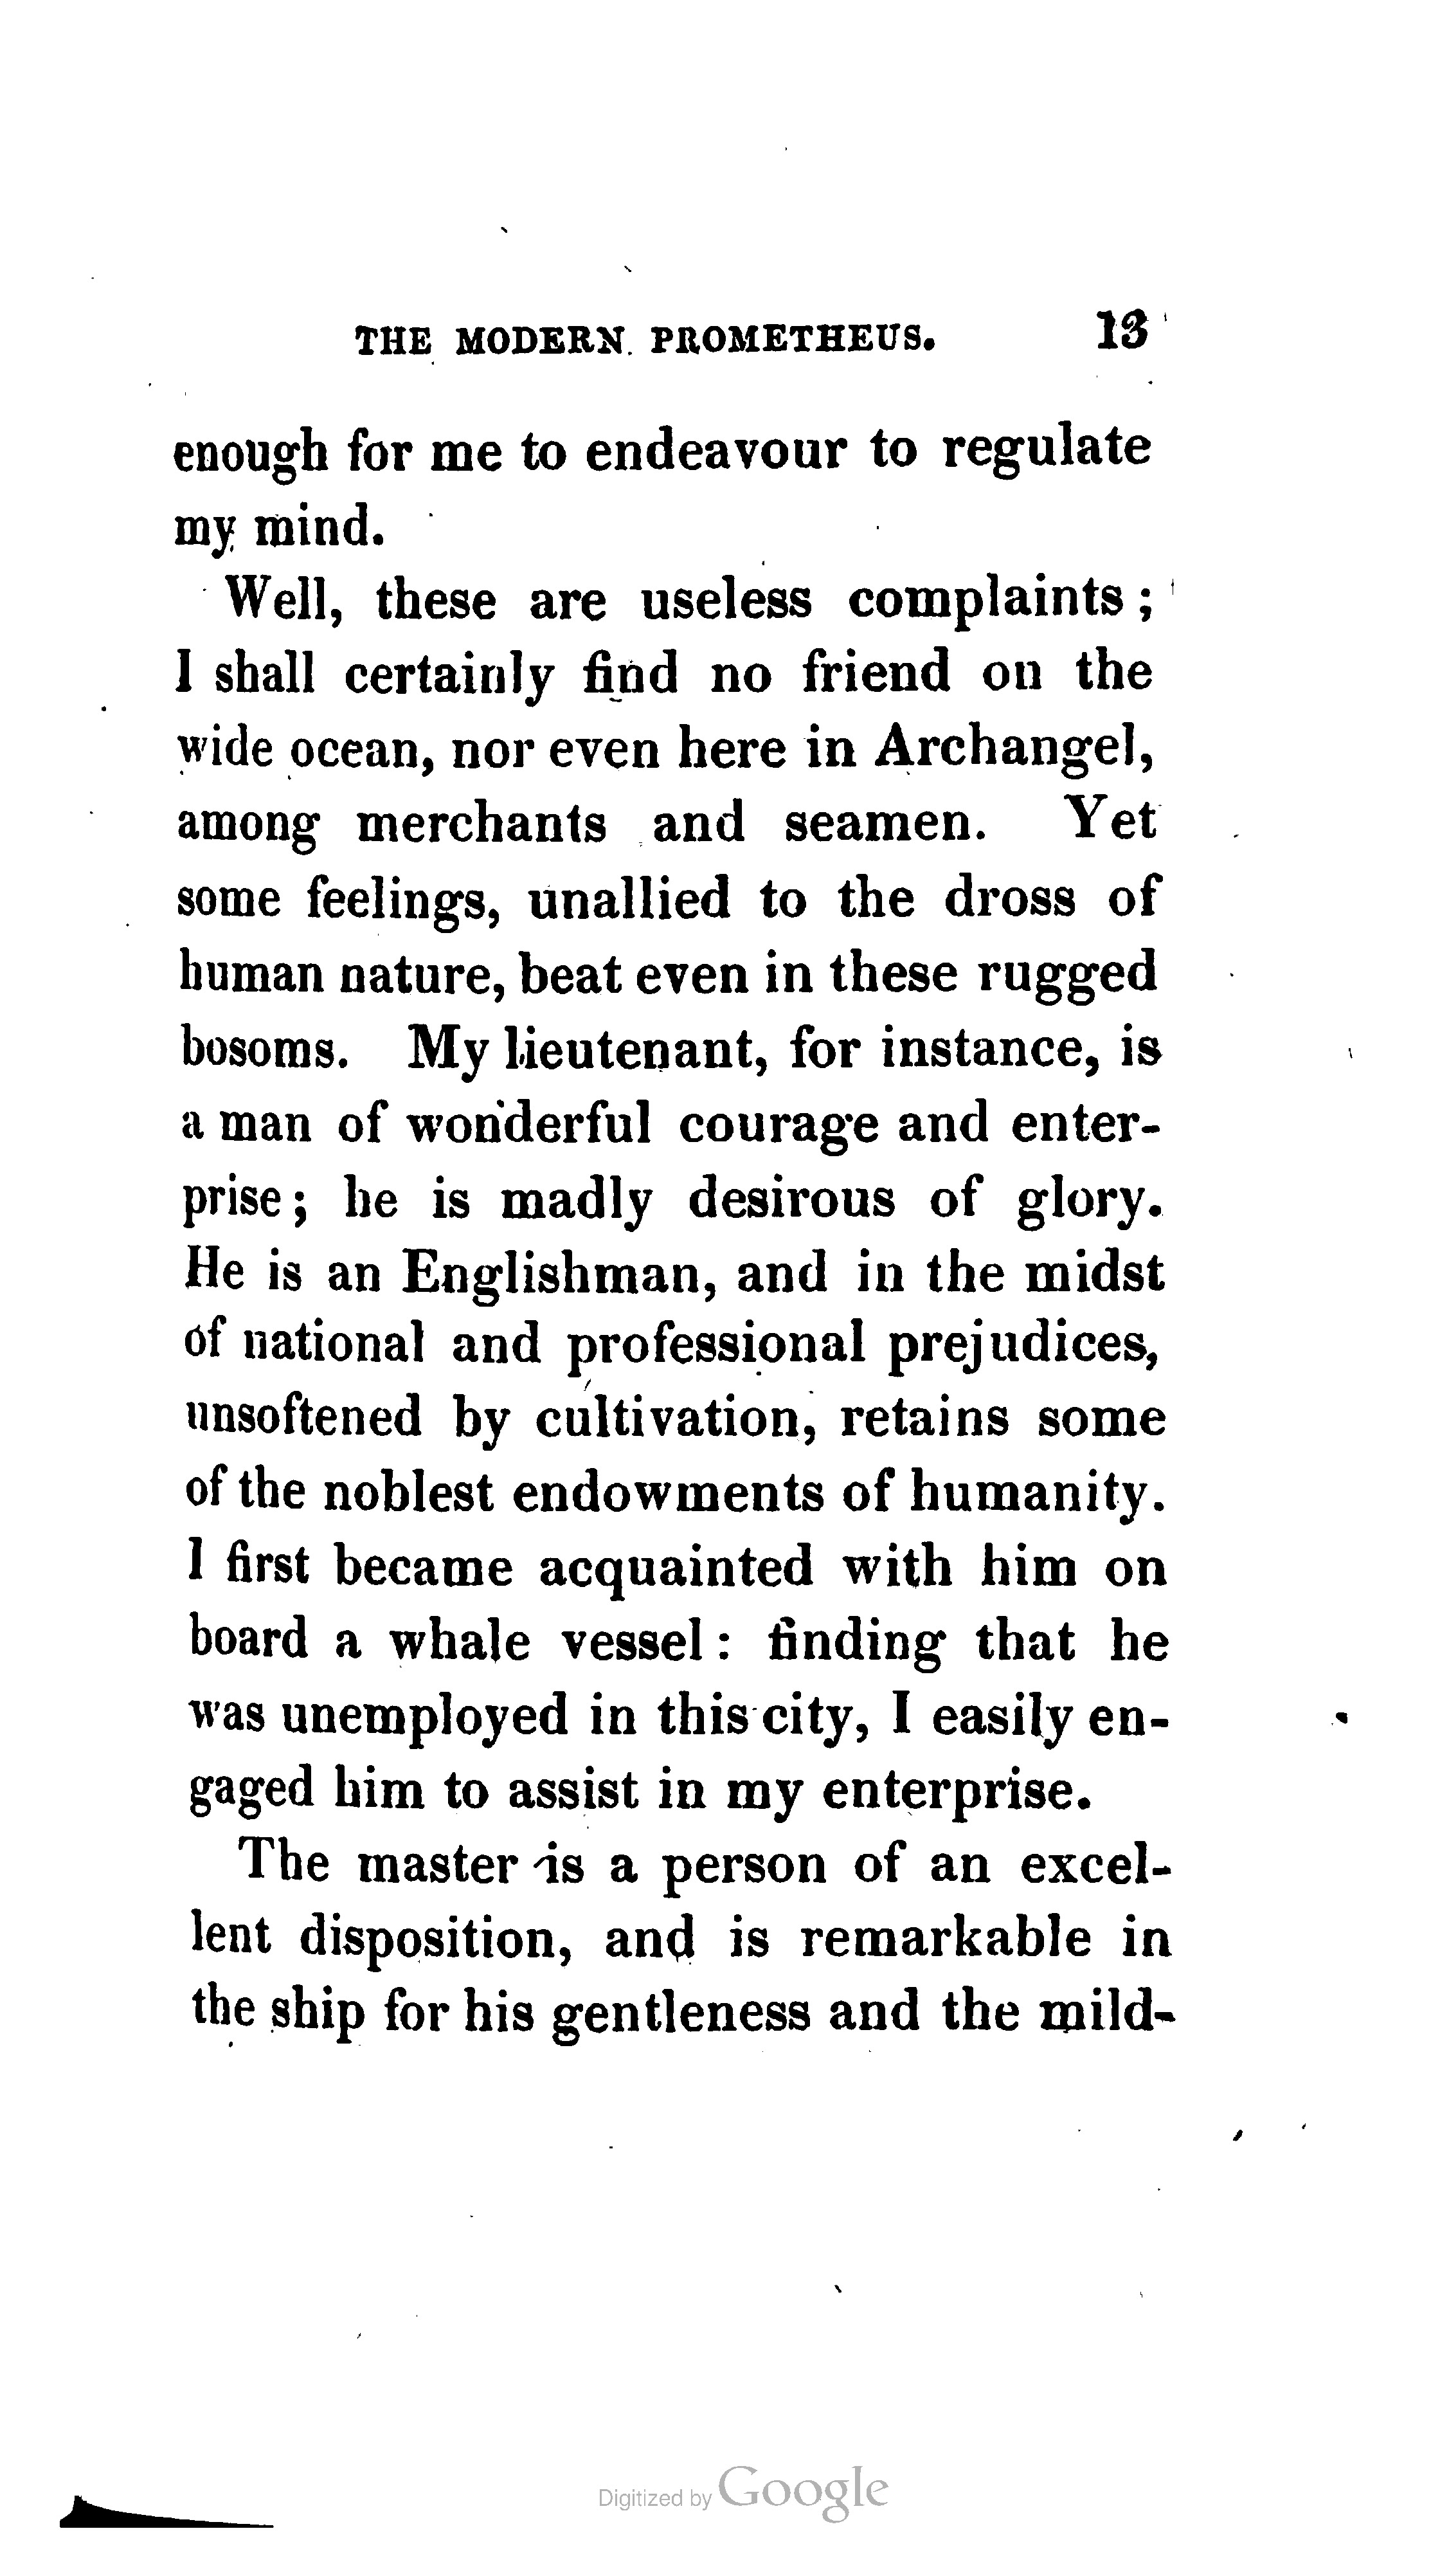 THE MODERN PROMETHEUS. 13
enough for me to endeavour to regulate
my mind.
Well, these are useless complaints;
I shall certainly find no friend on the
wide ocean, nor even here in Archangel,
among merchants and seamen. Yet
some feelings, unallied to the dross of
human nature, beat even in these rugged
bosoms. My lieutenant, for instance, is
a man of wonderful courage and enter-
prise; he is madly desirous of glory.
He is an Englishman, and in the midst
of national and professional prejudices,
unsoftened by cultivation, retains some
of the noblest endowments of humanity.
I first became acquainted with him on
board a whale vessel: finding that he
was unemployed in this city, I easily en-
gaged him to assist in my enterprise.
The master is a person of an excel-
lent disposition, and is remarkable in
the ship for his gentleness and the mild-
Digitized by Google